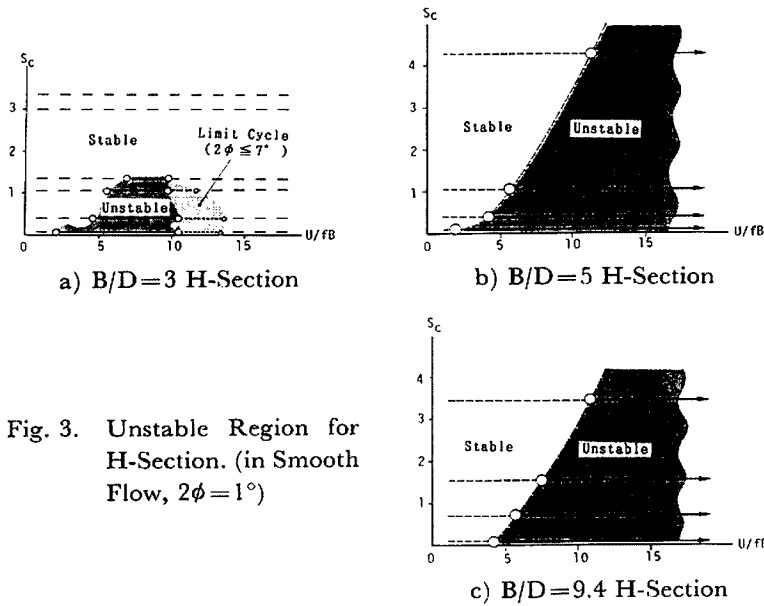 Sc
3
2
1
0
5
10
15
U/fB
Stable
Limit Cycle
(2φ≦7°)
Unstable
a) B/D=3 H-Section
Sc
4
3
2
1
0
5
10
15
U/fB
Stable
Unstable
b) B/D=5 H-Section
Sc
4
3
2
1
0
5
10
15
U/fB
Stable
Unstable
c) B/D=9.4 H-Section
Fig. 3. Unstable Region for
H-Section. (in Smooth
Flow, 2φ=1°)